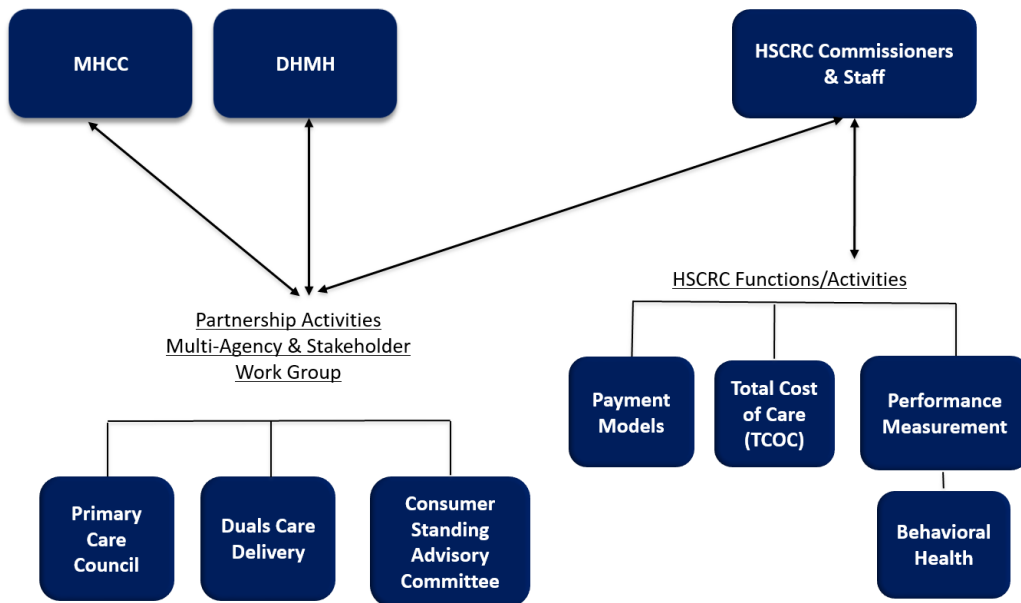 MHCC
DHMH
HSCRC Commissioners
& Staff
HSCRC Functions/Activities
Partnership Activities
Multi-Agency & Stakeholder
Work Group
Payment
Models
Total Cost
of Care
(TCOC)
Performance
Measurement
Primary
Care
Council
Duals Care
Delivery
Consumer
Standing
Advisory
Committee
Behavioral
Health